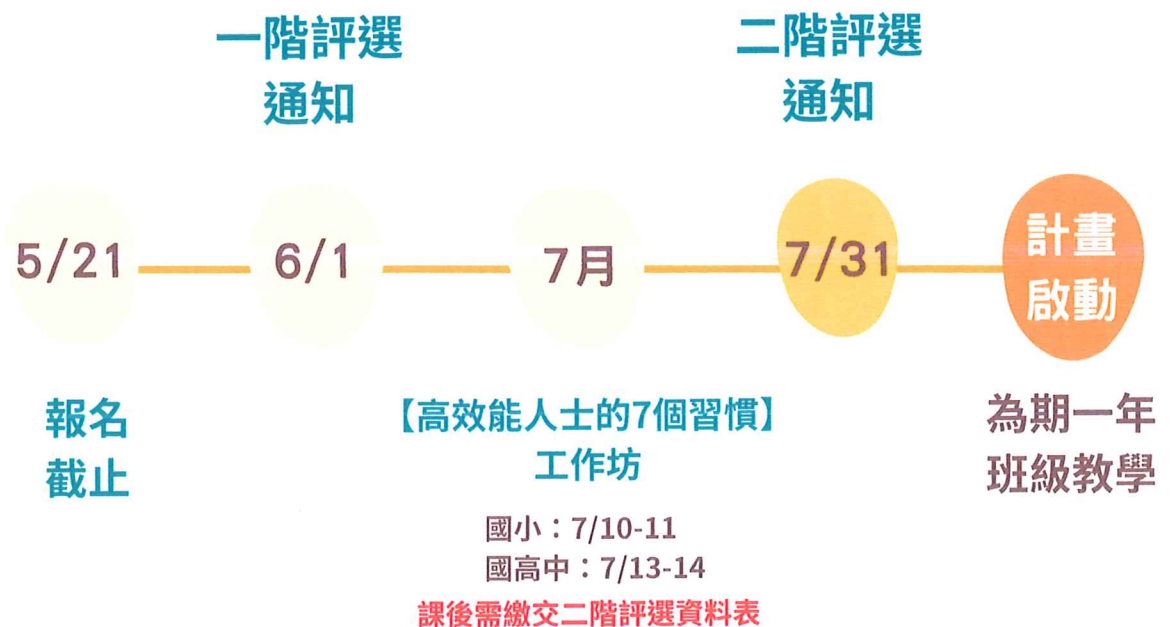 一階評選
通知
二階評選
通知
5/21
6/1
7月
7/31
計畫
啟動
報名
截止
【高效能人士的7個習慣】
工作坊
國小：7/10-11
國高中：7/13-14
課後需繳交二階評選資料表
為期一年
班級教學